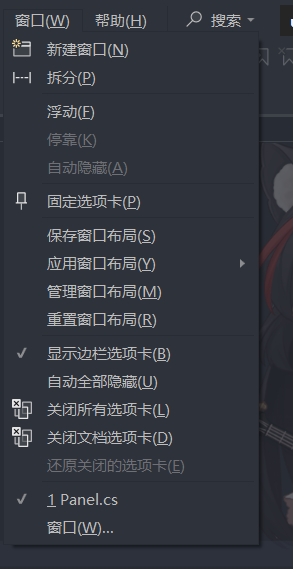 窗口(W) 帮助(H) 搜索
新建窗口(N)
拆分(P)
浮动(F)
停靠(K)
自动隐藏(A)
固定选项卡(P)
保存窗口布局(S)
应用窗口布局(Y)
管理窗口布局(M)
重置窗口布局(R)
显示边栏选项卡(B)
自动全部隐藏(U)
关闭所有选项卡(L)
关闭文档选项卡(D)
还原关闭的选项卡(E)
1 Panel.cs
窗口(W)...